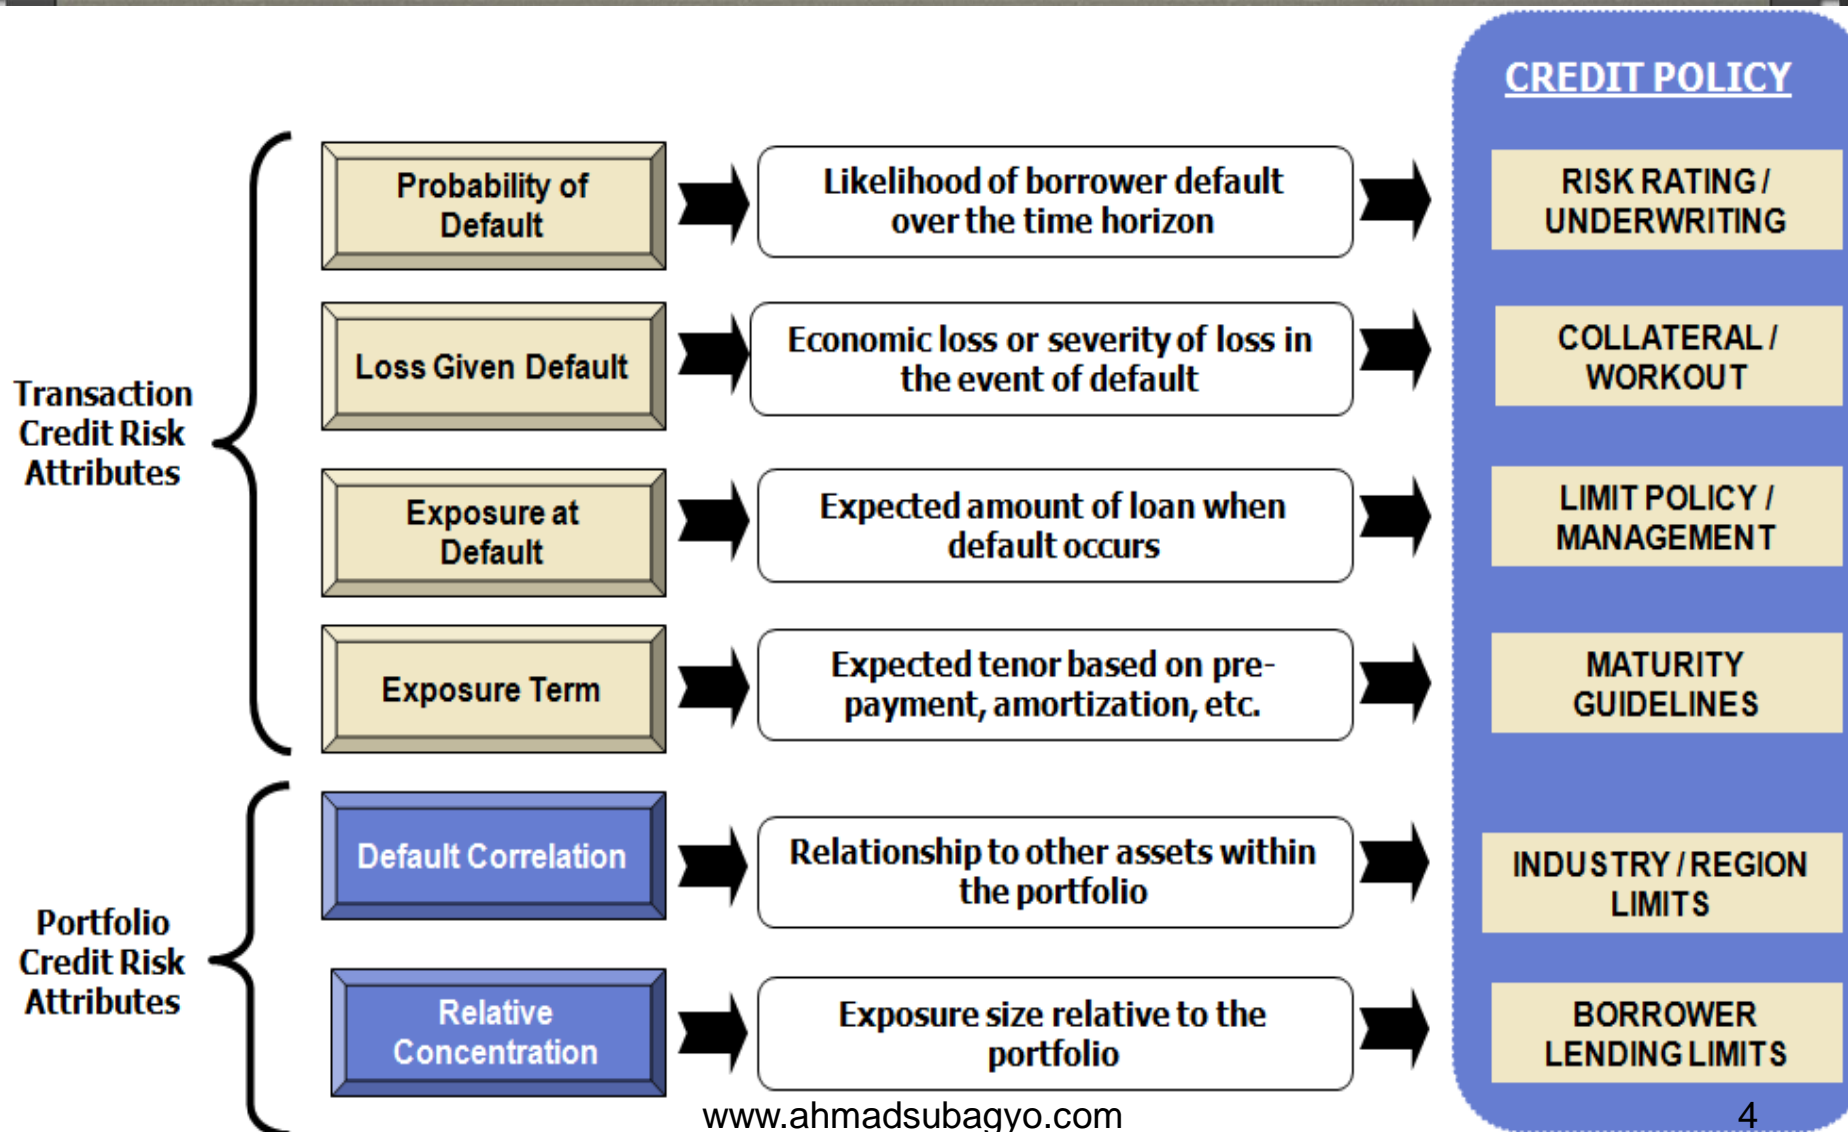 CREDIT POLICY
Transaction
Credit Risk
Attributes
Probability of
Default
Likelihood of borrower default
over the time horizon
RISK RATING /
UNDERWRITING
Loss Given Default
Economic loss or severity of loss in
the event of default
COLLATERAL /
WORKOUT
Exposure at
Default
Expected amount of loan when
default occurs
LIMIT POLICY /
MANAGEMENT
Exposure Term
Expected tenor based on pre-
payment, amortization, etc.
MATURITY
GUIDELINES
Portfolio
Credit Risk
Attributes
Default Correlation
Relationship to other assets within
the portfolio
INDUSTRY / REGION
LIMITS
Relative
Concentration
Exposure size relative to the
portfolio
BORROWER
LENDING LIMITS
www.ahmadsubagyo.com
4